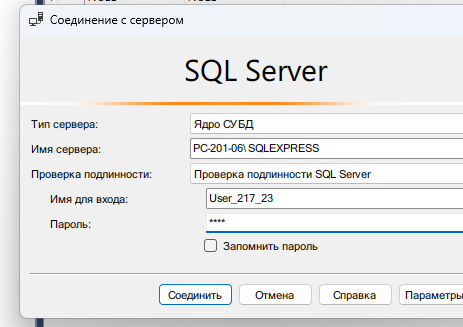 Соединение с сервером
SQL Server
Тип сервера: Ядро СУБД
Имя сервера: PC-201-06\SQLEXPRESS
Проверка подлинности: Проверка подлинности SQL Server
Имя для входа: User_217_23
Пароль: ****
Запомнить пароль
Соединить Отмена Справка Параметры